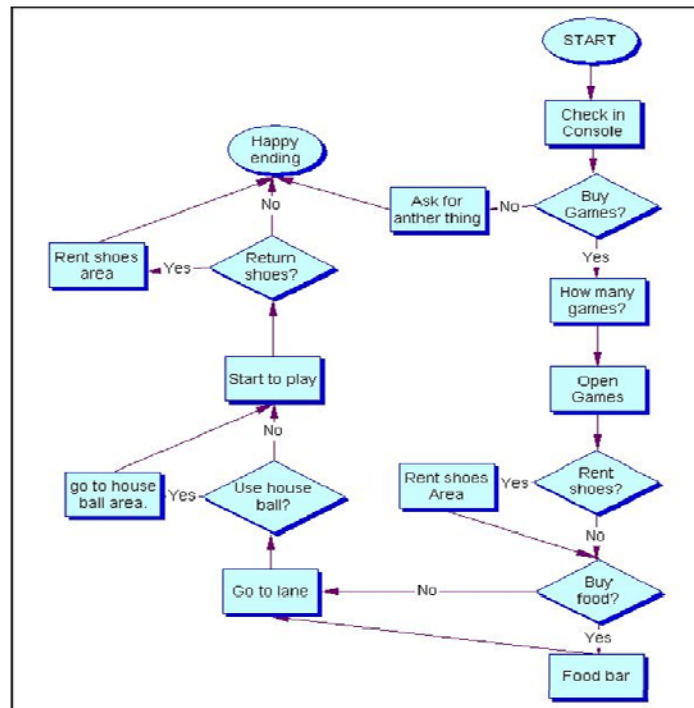 START
Check in
Console
Buy
Games?
No
Ask for
anther thing
Happy
ending
Yes
How many
games?
Open
Games
Rent
shoes?
Yes
Rent shoes
Area
No
Buy
food?
Yes
Food bar
No
Go to lane
Use house
ball?
Yes
go to house
ball area.
No
Start to play
Return
shoes?
Yes
Rent shoes
area
No